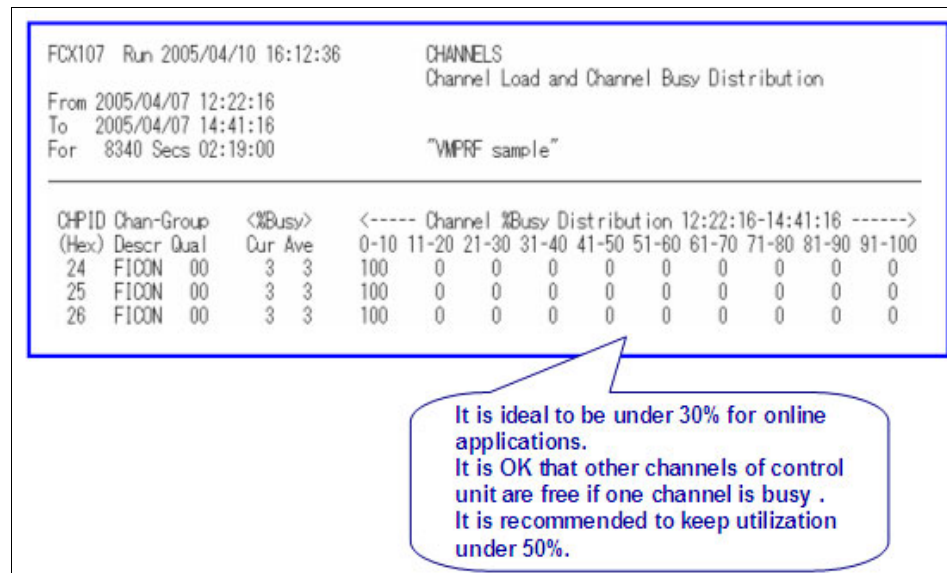 FCX107 Run 2005/04/10 16:12:36 CHANNELS
Channel Load and Channel Busy Distribution
From 2005/04/07 12:22:16
To 2005/04/07 14:41:16
For 8340 Secs 02:19:00 "VMPRF sample"
CHPID Chan-Group <%Busy> <----- Channel %Busy Distribution 12:22:16-14:41:16 ------>
(Hex) Descr Qual Cur Ave 0-10 11-20 21-30 31-40 41-50 51-60 61-70 71-80 81-90 91-100
24 FICON 00 3 3 100 0 0 0 0 0 0 0 0 0
25 FICON 00 3 3 100 0 0 0 0 0 0 0 0 0
26 FICON 00 3 3 100 0 0 0 0 0 0 0 0 0
It is ideal to be under 30% for online
applications.
It is OK that other channels of control
unit are free if one channel is busy .
It is recommended to keep utilization
under 50%.